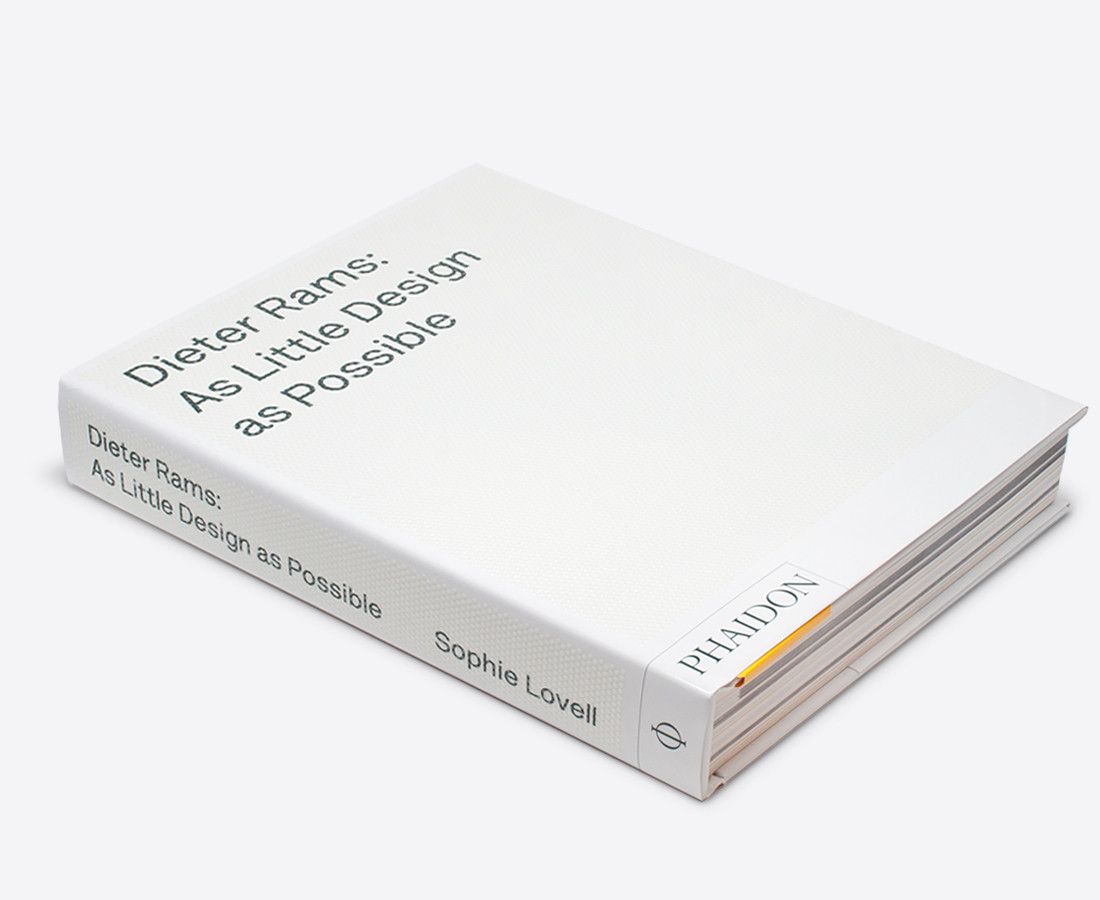 Dieter Rams:
As Little Design
as Possible
PHAIDON
Dieter Rams:
As Little Design as Possible
Sophie Lovell